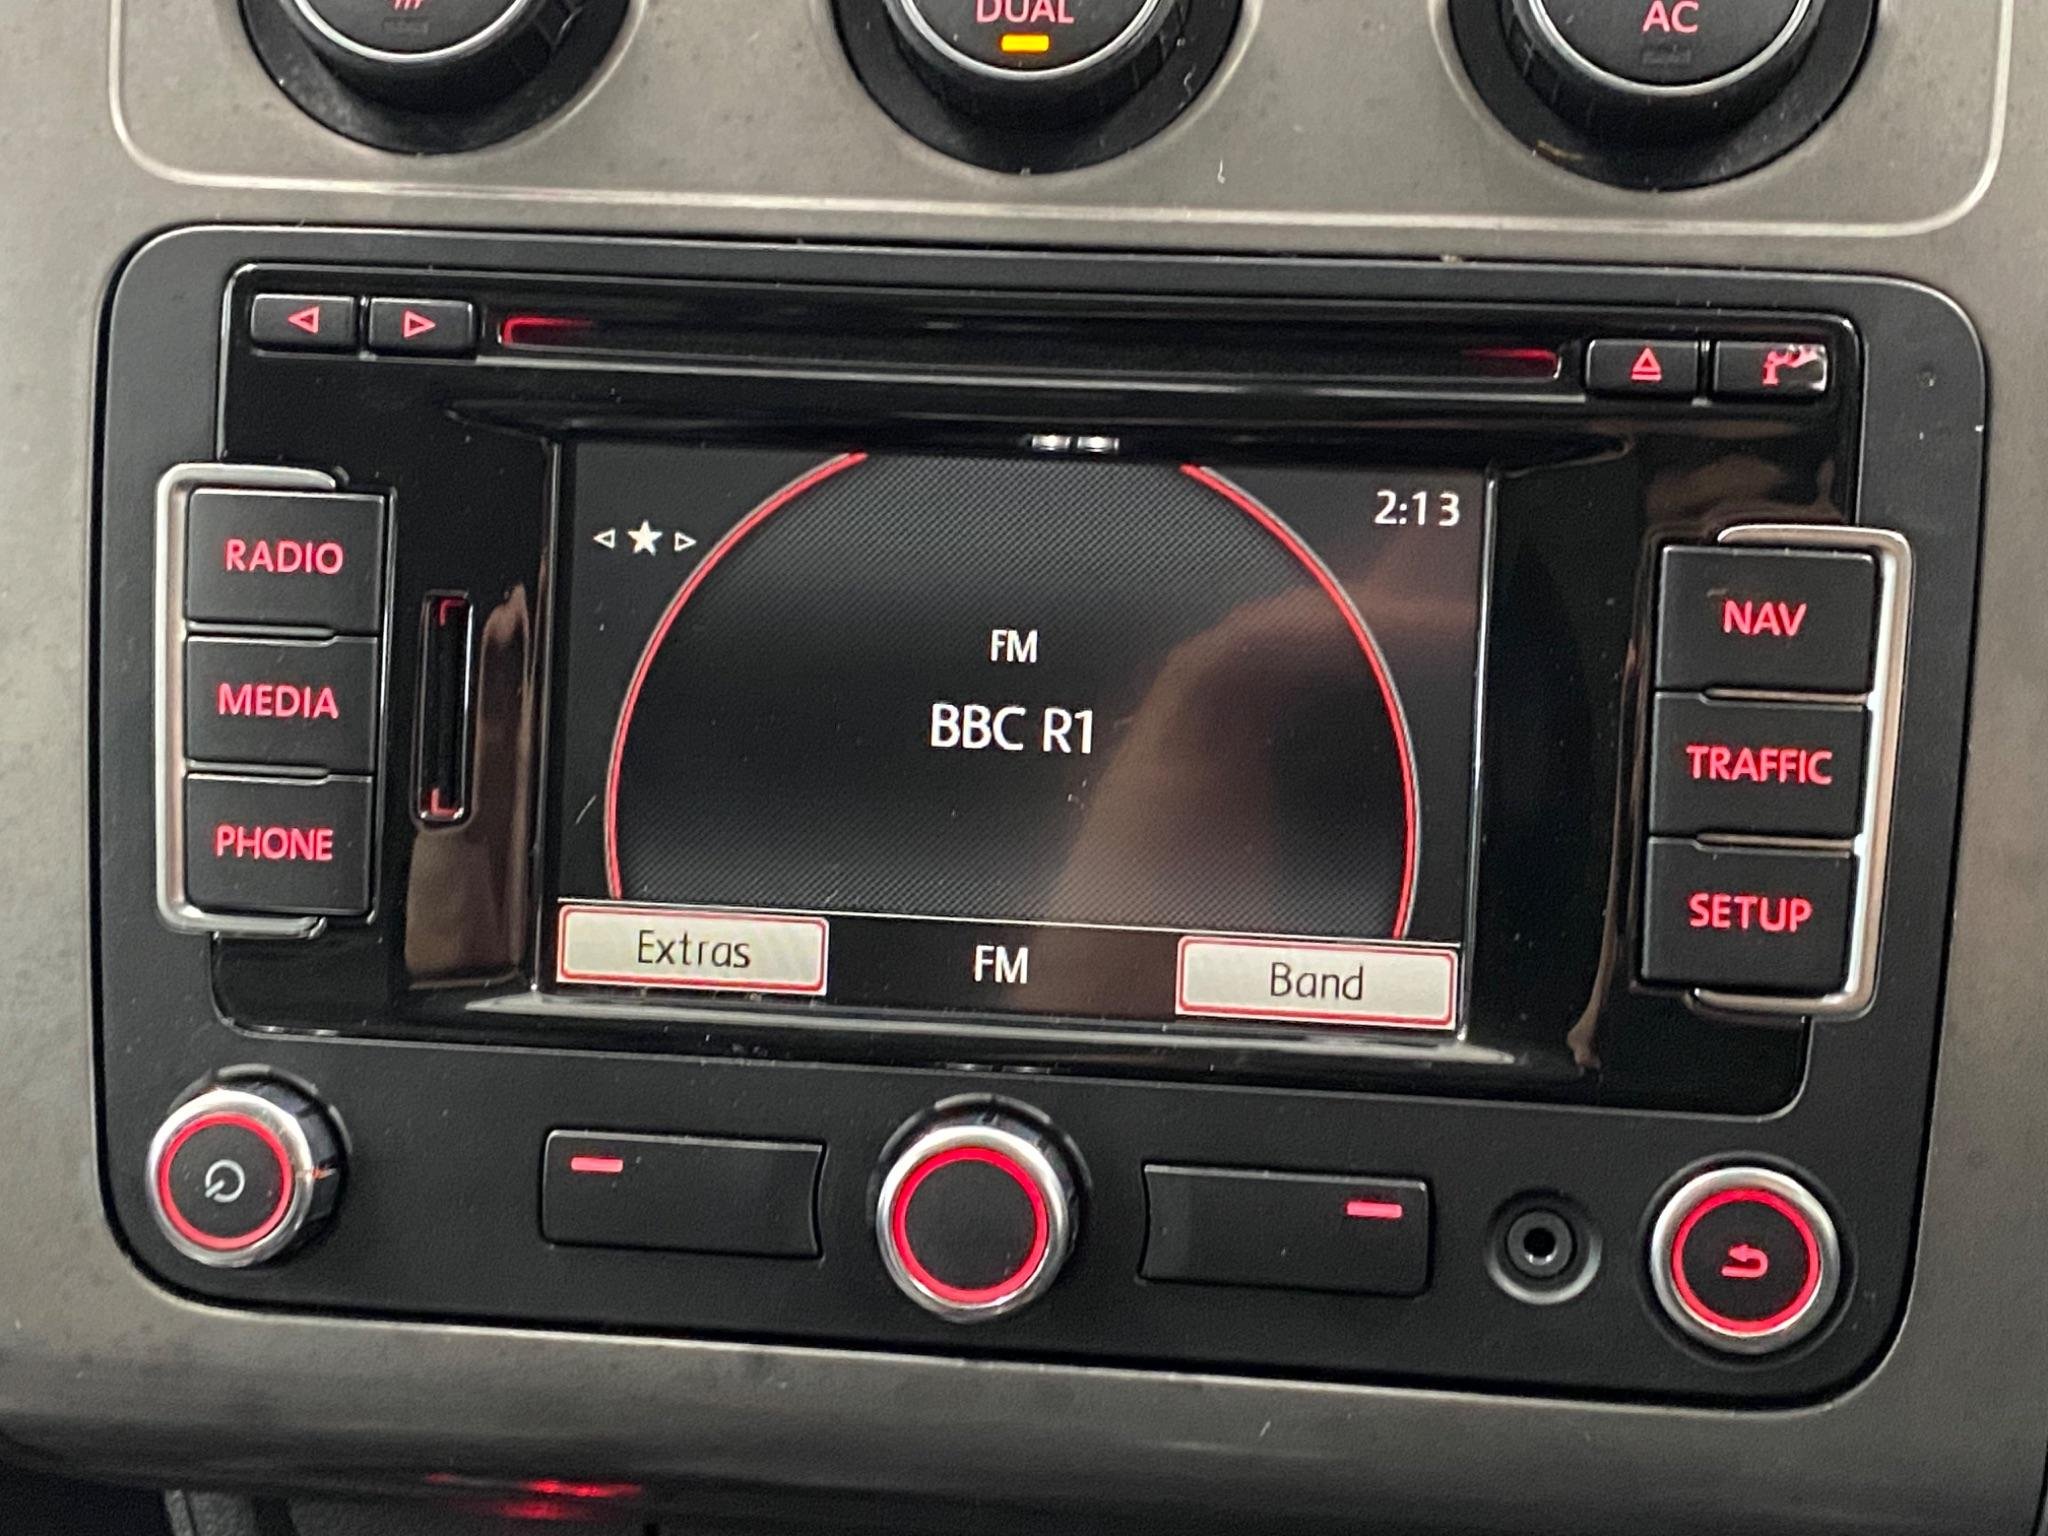 DUAL
AC
2:13
RADIO
MEDIA
PHONE
FM
BBC R1
NAV
TRAFFIC
SETUP
Extras
FM
Band